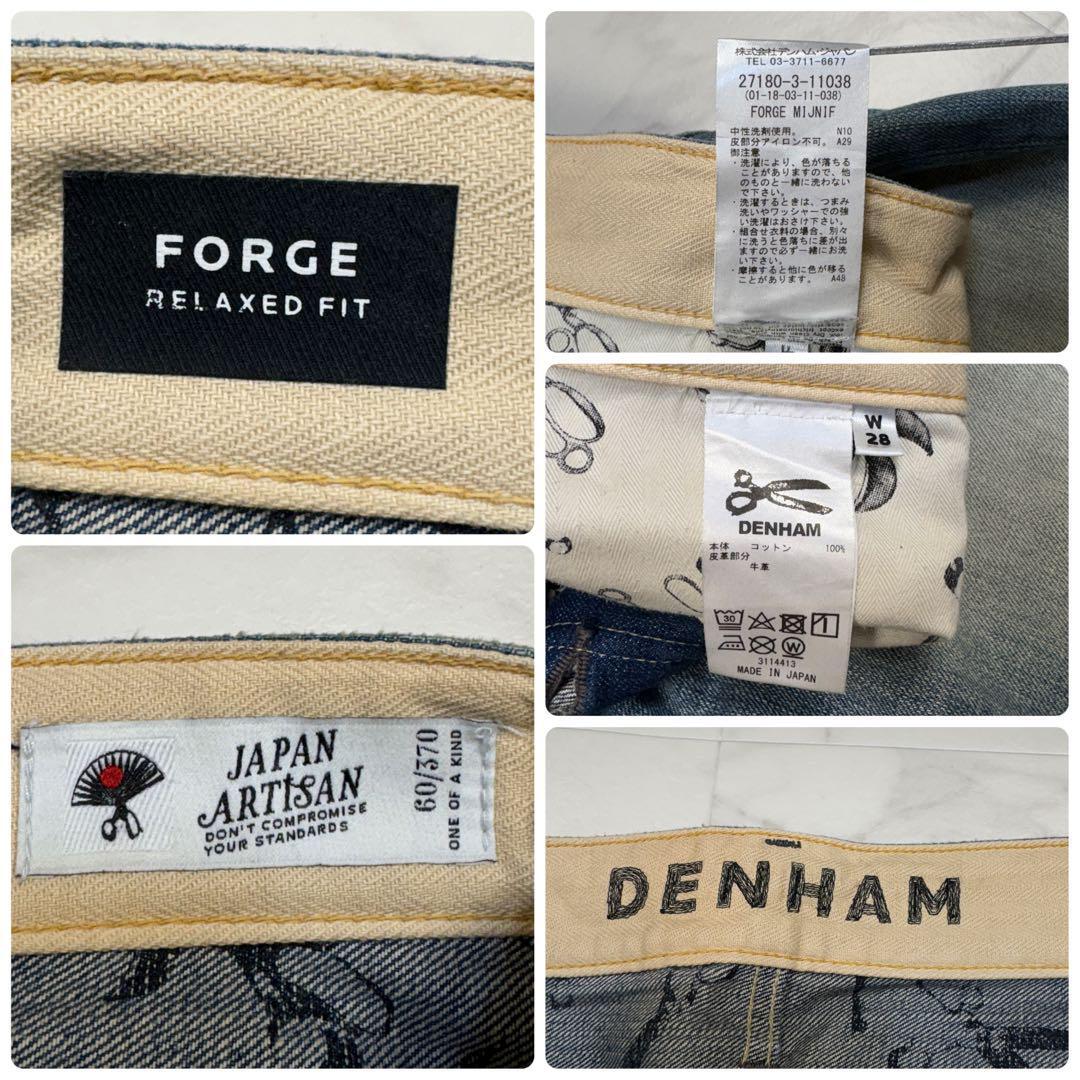 FORGE
RELAXED FIT
株式会社デンハム・ジャパン
TEL 03-3711-6677
27180-3-11038
(01-18-03-11-038)
FORGE MIJNIF
中性洗剤使用。 N10
皮部分アイロン不可。 A29
御注意
・洗濯により、色が落ちる
ことがありますので、他
のものと一緒に洗わない
で下さい。
・洗濯するときは、つまみ
洗いやワッシャーでの強
い洗濯はおさけ下さい。
・組合せ衣料の場合、別々
に洗うと色落ちに差が出
ますので必ず一緒にお洗
い下さい。
・摩擦すると他に色が移る
ことがあります。 A48
W
28
DENHAM
本体 コットン 100%
皮革部分
牛革
30
1
W
3114413
MADE IN JAPAN
JAPAN
ARTISAN
DON'T COMPROMISE
YOUR STANDARDS
60/370
ONE OF A KIND
DENHAM